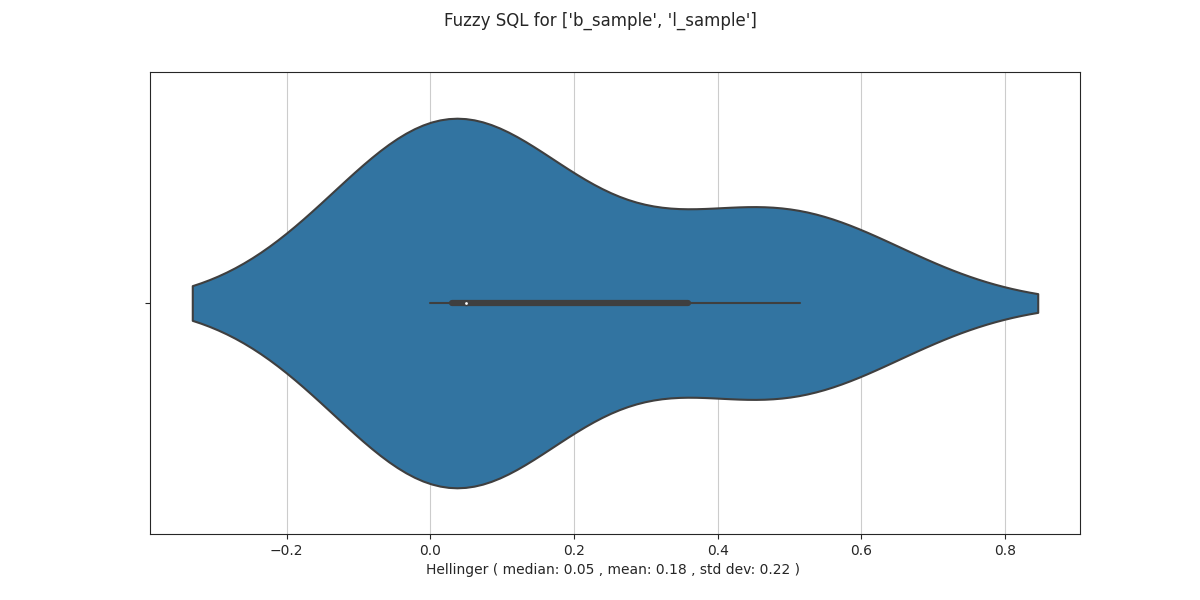 Fuzzy SQL for ['b_sample', 'l_sample']
−0.2 0.0 0.2 0.4 0.6 0.8
Hellinger ( median: 0.05 , mean: 0.18 , std dev: 0.22 )